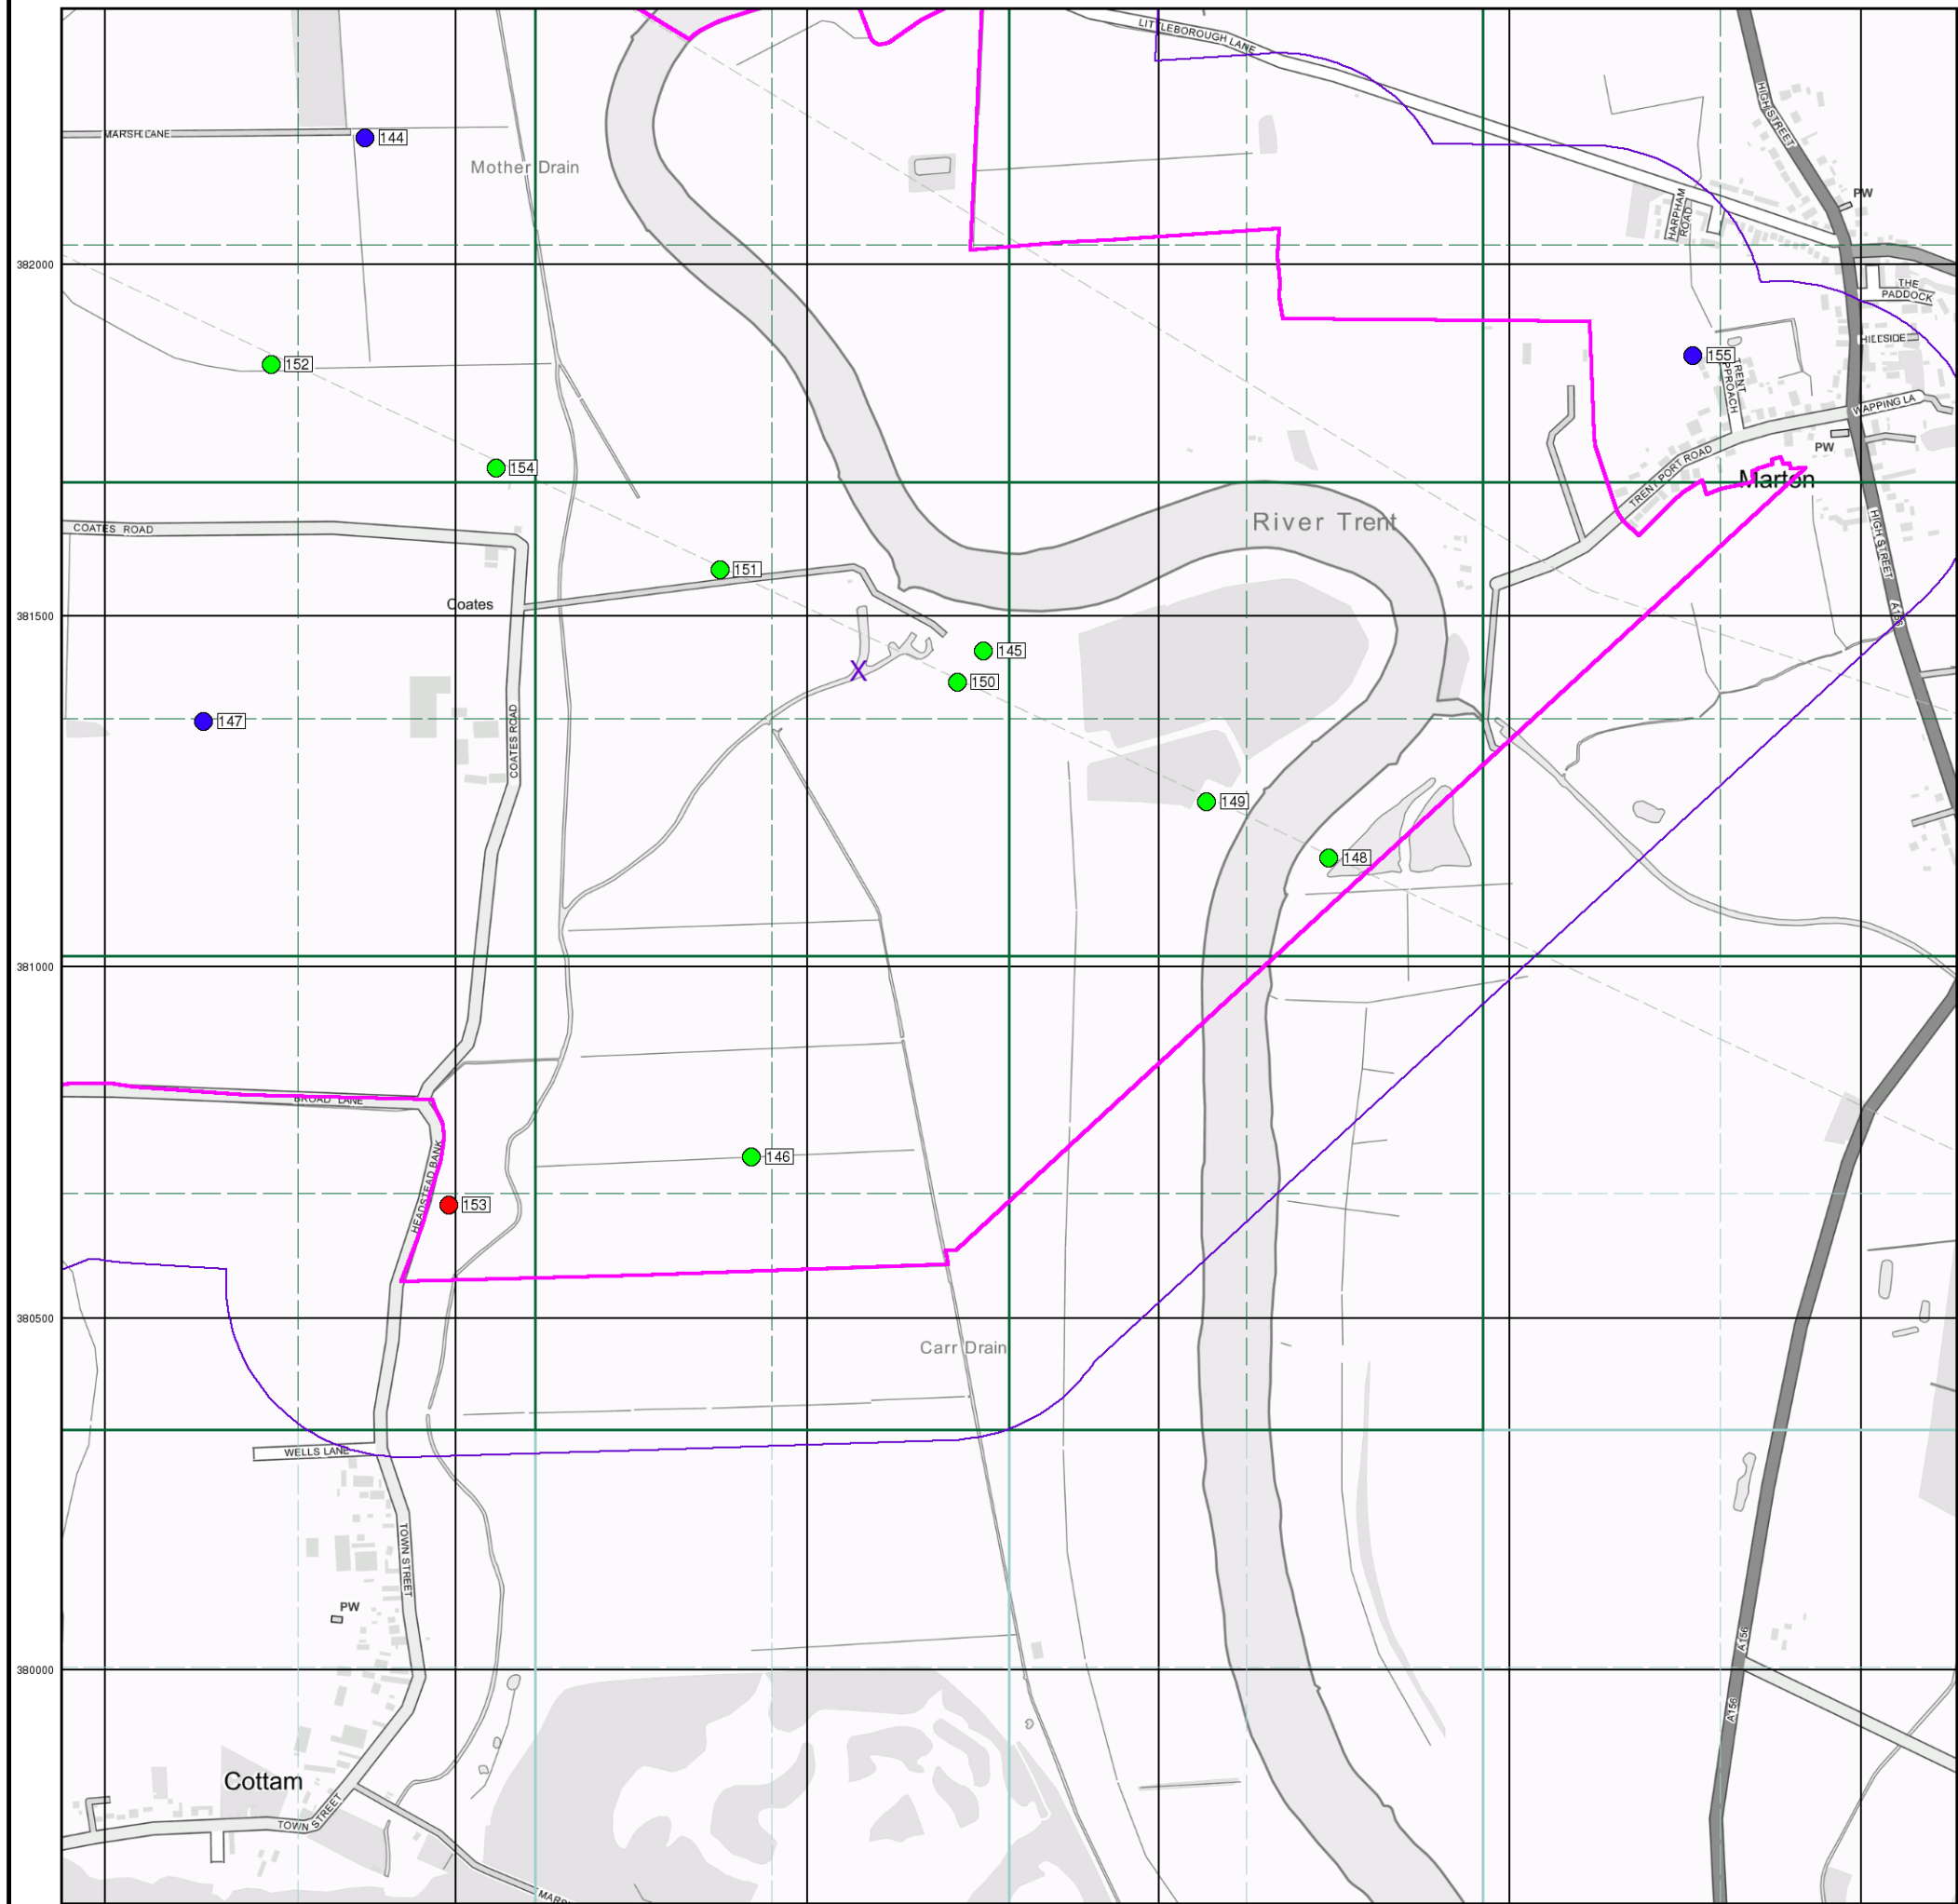 LITTLEBOROUGH LANE
HIGH STREET
MARSH LANE
144
Mother Drain
PW
HARPHAM
ROAD
382000
THE
PADDOCK
HILLSIDE
155
152
TRENT
APPROACH
WAPPING LA
PW
154
TRENT PORT ROAD
Marton
COATES ROAD
River Trent
HIGH STREET
151
Coates
381500
A156
145
X
150
147
COATES ROAD
149
148
381000
BROAD LANE
HEADSTEAD BANK
146
153
380500
Carr Drain
WELLS LANE
TOWN STREET
PW
A156
380000
A156
Cottam
TOWN STREET